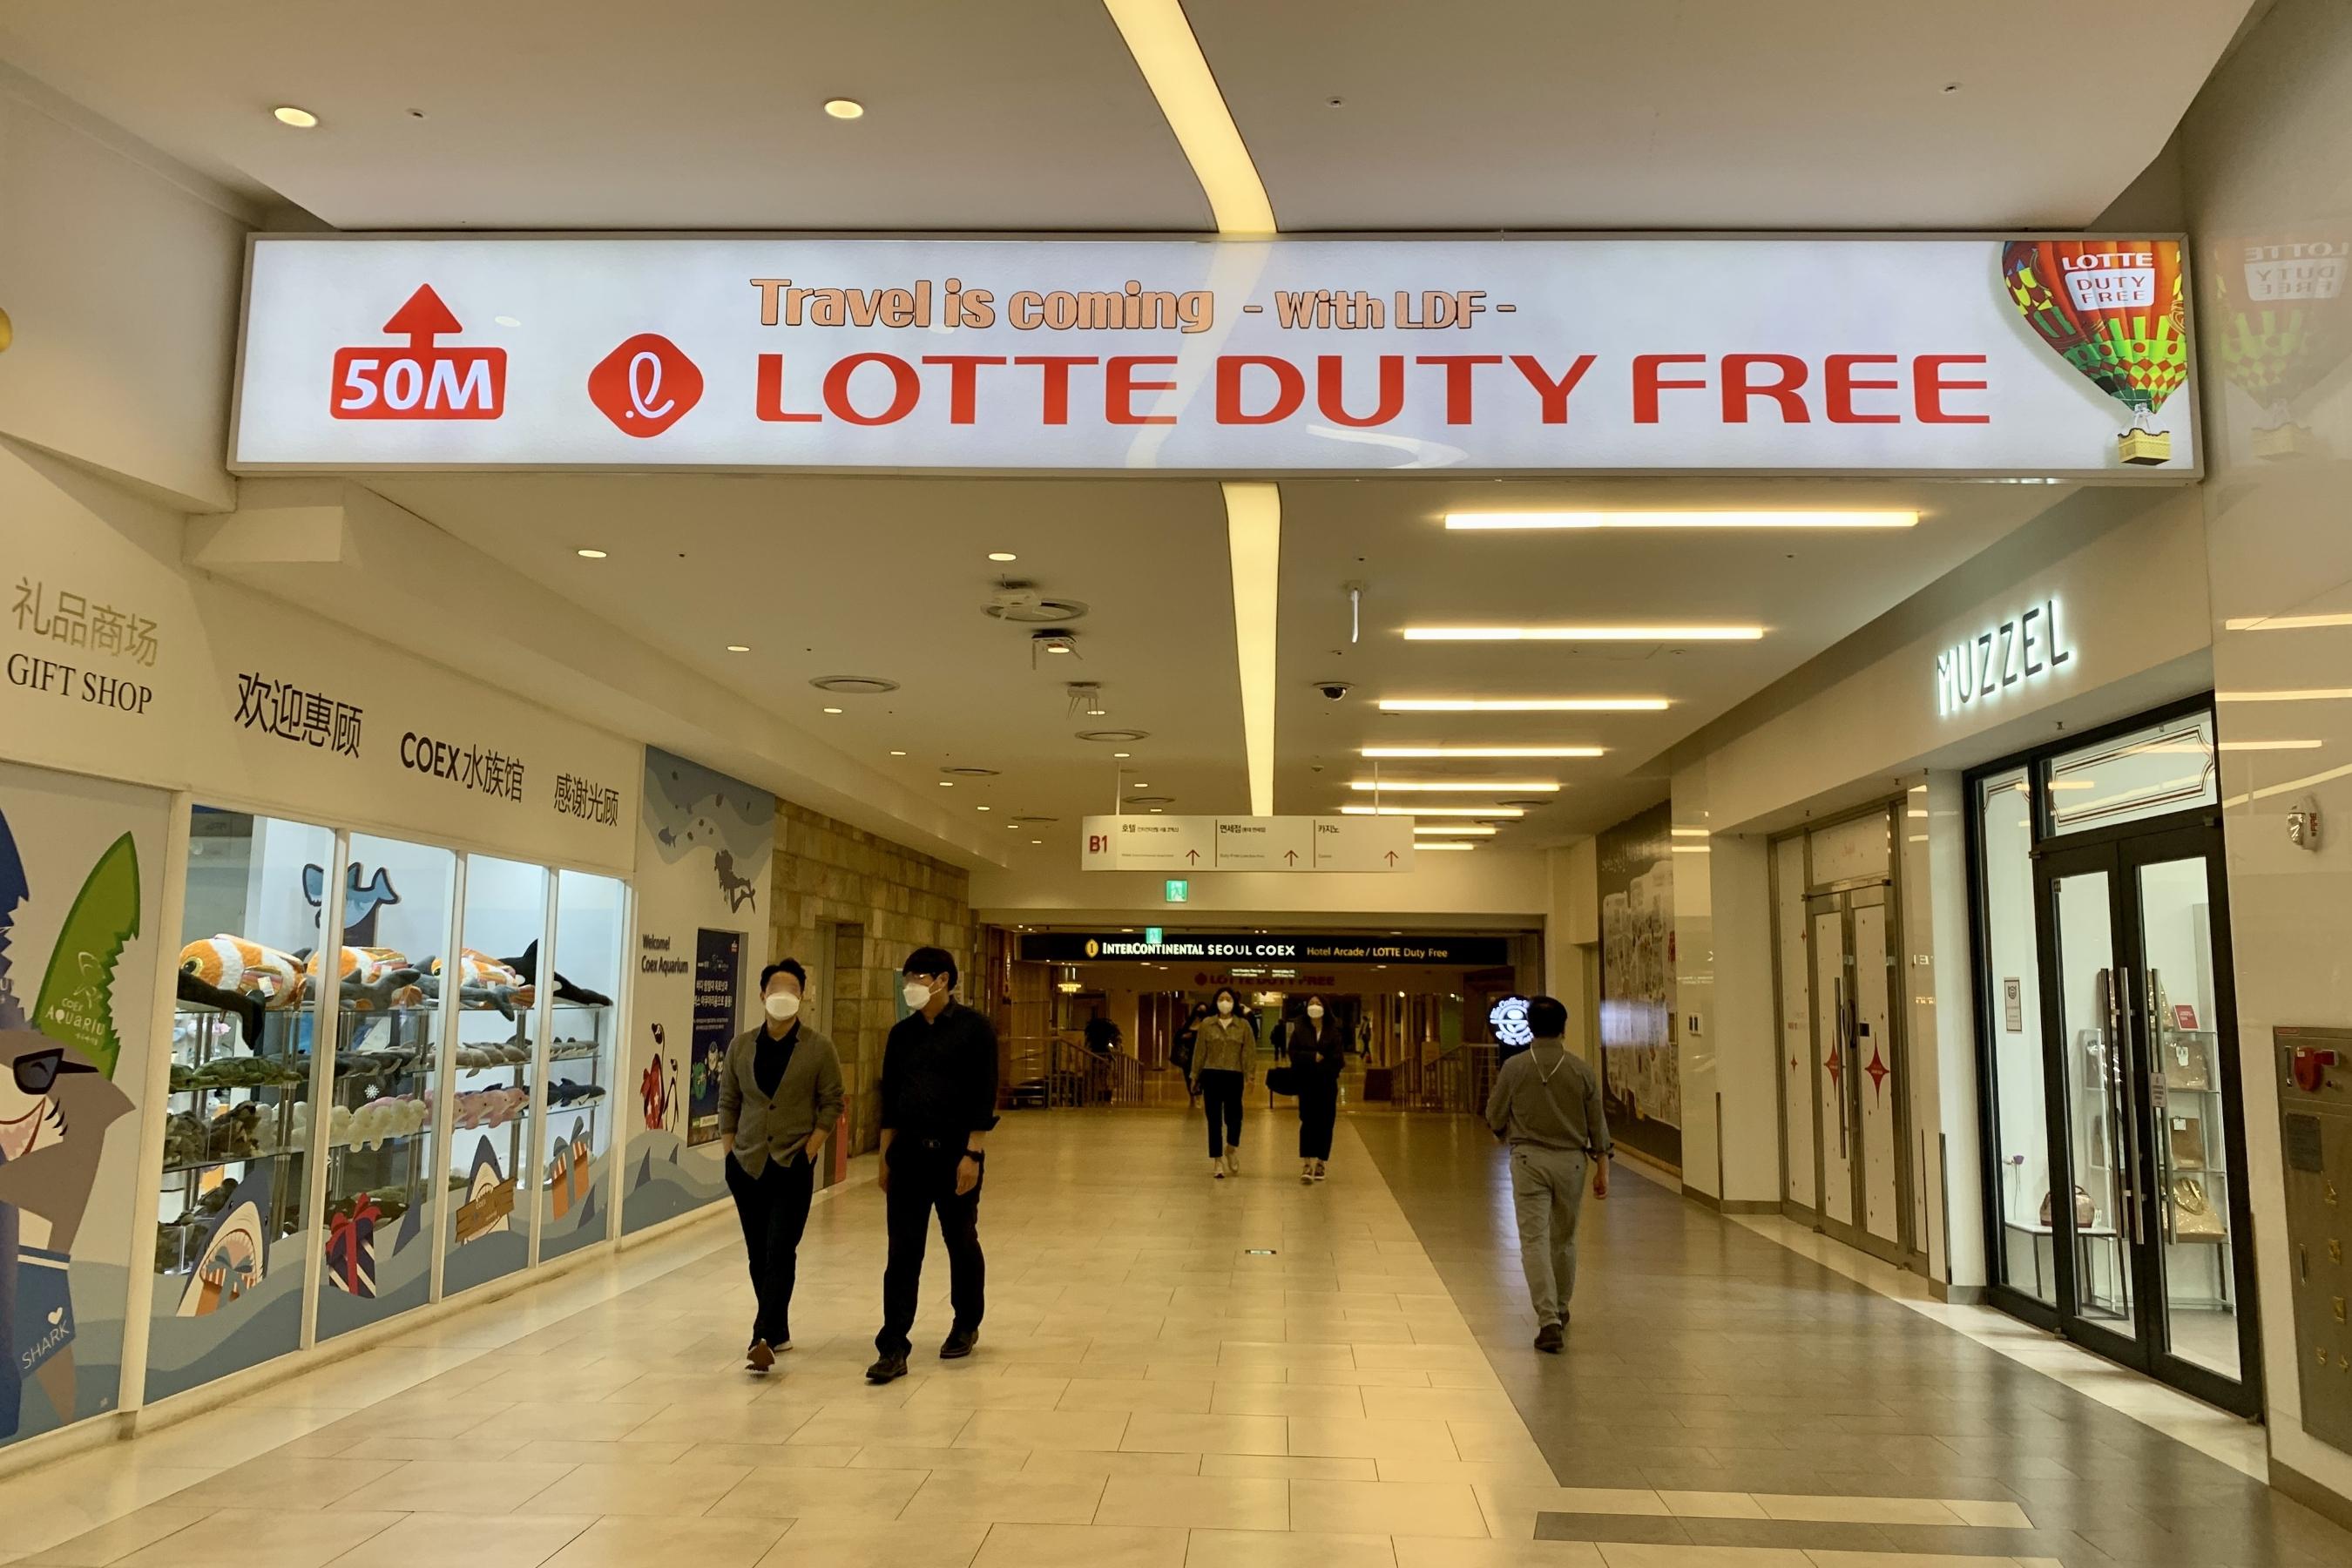 Travel is coming - With LDF -
50M
LOTTE DUTY FREE
LOTTE
DUTY
FREE
礼品商场
GIFT SHOP
欢迎惠顾
COEX 水族馆
感谢光顾
MUZZEL
B1
호텔
면세점
카지노
INTERCONTINENTAL SEOUL COEX Hotel Arcade / LOTTE Duty Free
LOTTE DUTY FREE
Welcome!
Coex Aquarium
COEX
AQUARIU
SHARK